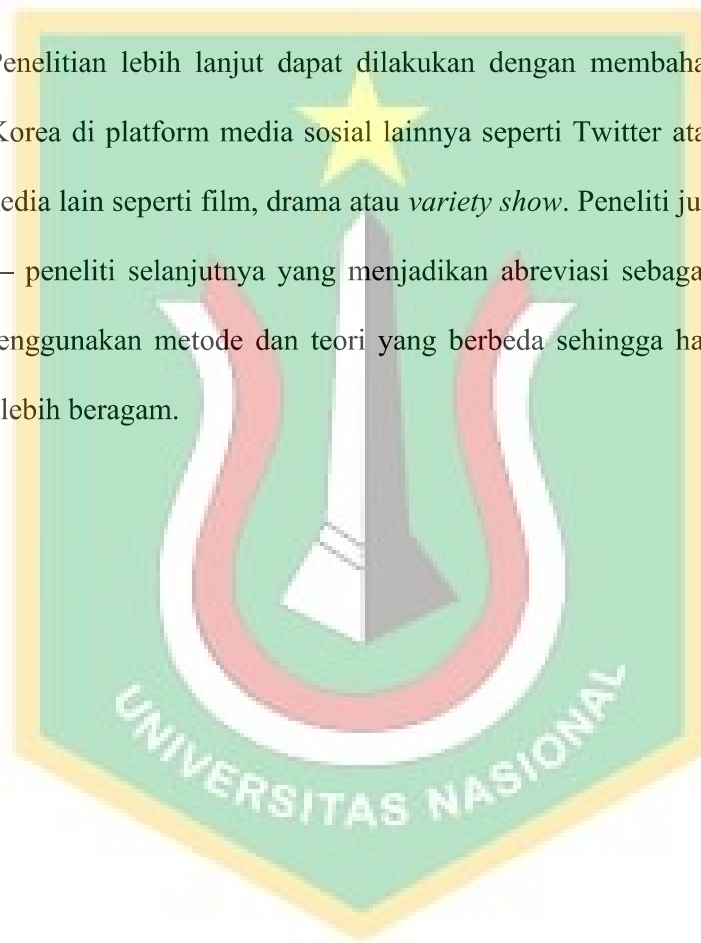 Penelitian lebih lanjut dapat dilakukan dengan membaha
Korea di platform media sosial lainnya seperti Twitter ata
edia lain seperti film, drama atau variety show. Peneliti ju
– peneliti selanjutnya yang menjadikan abreviasi sebaga
enggunakan metode dan teori yang berbeda sehingga ha
lebih beragam.
UNIVERSITAS NASIONAL